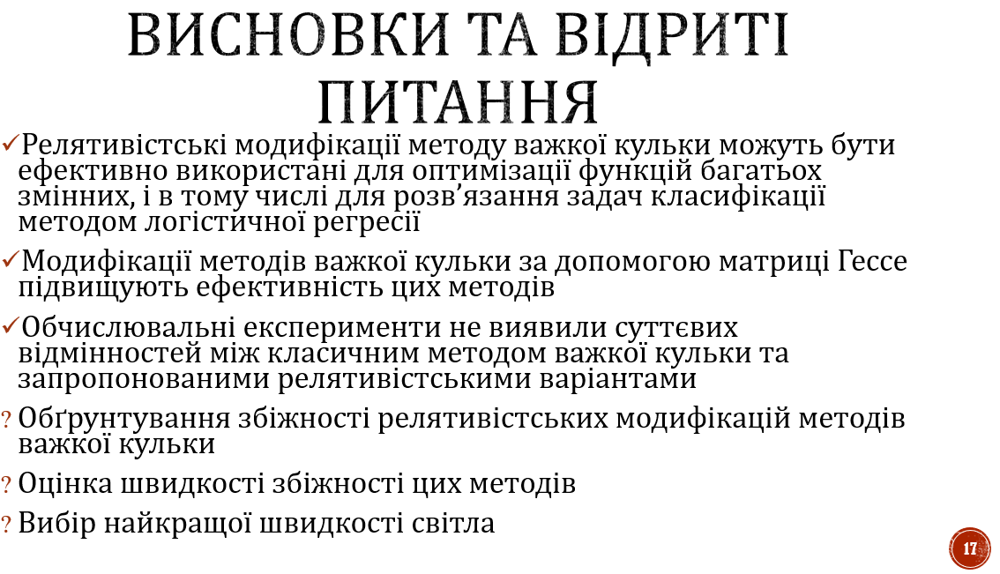 ВИСНОВКИ ТА ВІДРИТІ
ПИТАННЯ
✓Релятивістські модифікації методу важкої кульки можуть бути
ефективно використані для оптимізації функцій багатьох
змінних, і в тому числі для розв’язання задач класифікації
методом логістичної регресії
✓Модифікації методів важкої кульки за допомогою матриці Гессе
підвищують ефективність цих методів
✓Обчислювальні експерименти не виявили суттєвих
відмінностей між класичним методом важкої кульки та
запропонованими релятивістськими варіантами
? Обґрунтування збіжності релятивістських модифікацій методів
важкої кульки
? Оцінка швидкості збіжності цих методів
? Вибір найкращої швидкості світла
17